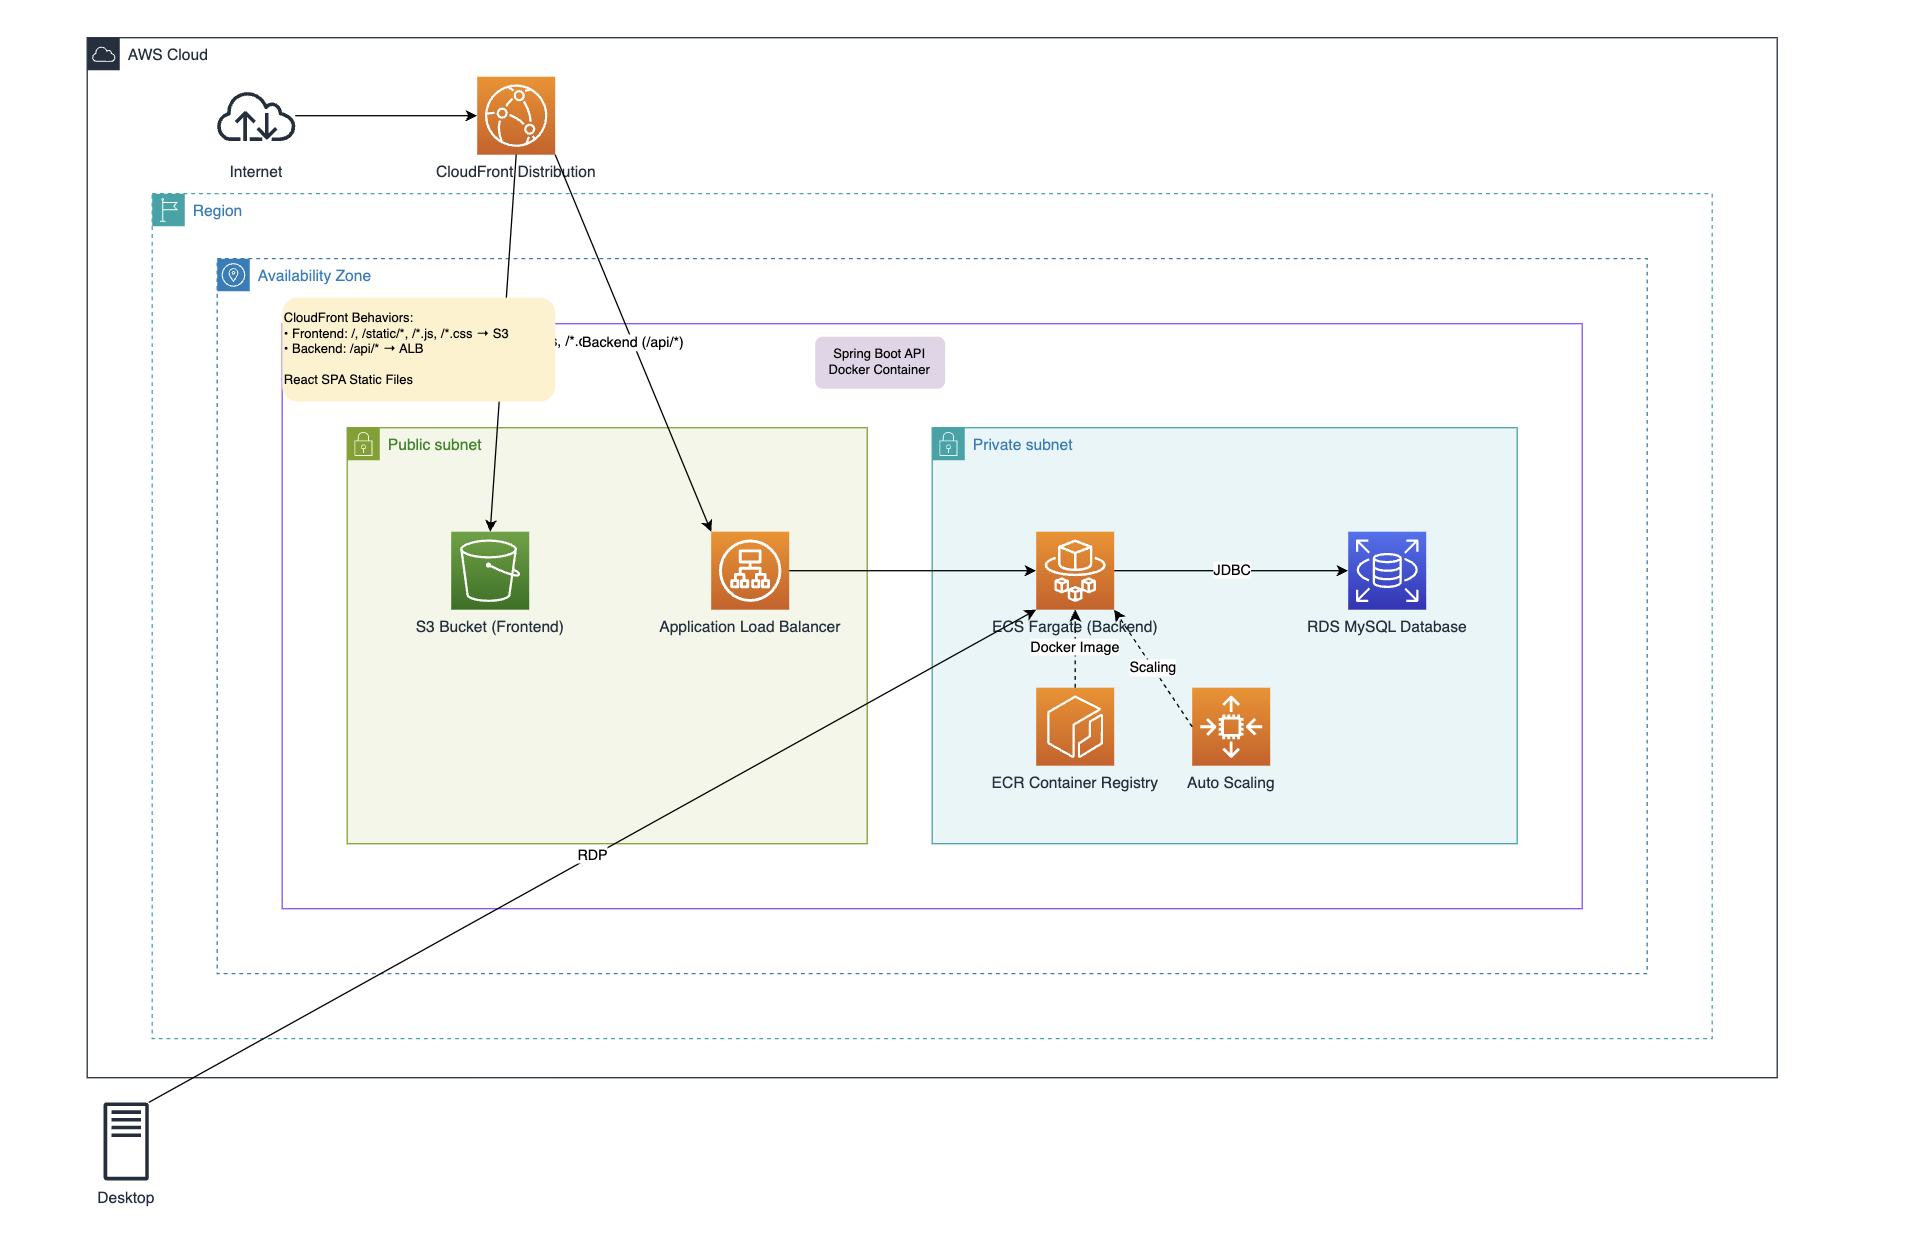 AWS Cloud
Internet
CloudFront Distribution
Region
Availability Zone
CloudFront Behaviors:
• Frontend: /, /static/*, /*.js, /*.css → S3
• Backend: /api/* → ALB
React SPA Static Files
s, /*.c
Backend (/api/*)
Spring Boot API
Docker Container
Public subnet
Private subnet
S3 Bucket (Frontend)
Application Load Balancer
ECS Fargate (Backend)
JDBC
RDS MySQL Database
Docker Image
Scaling
ECR Container Registry
Auto Scaling
RDP
Desktop